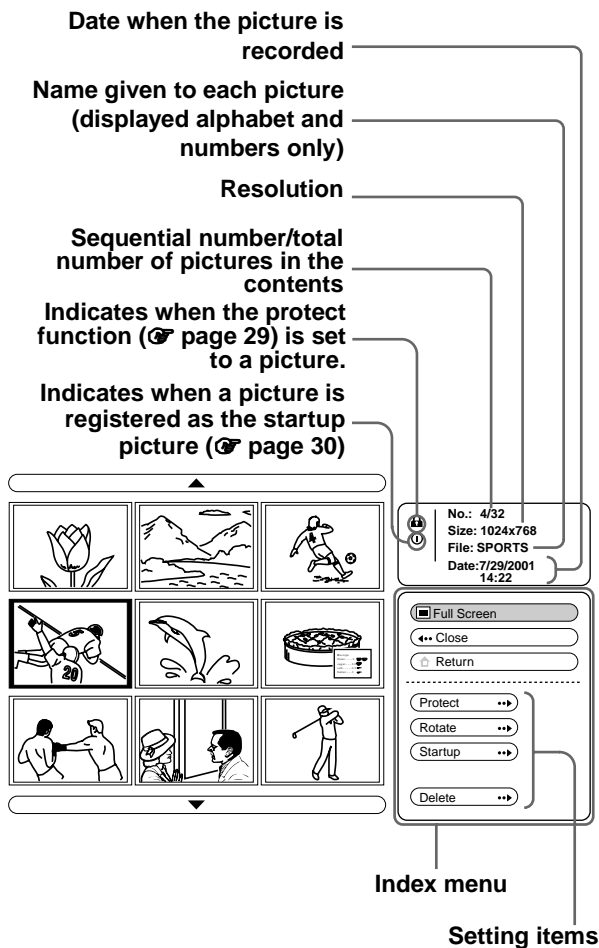 Date when the picture is
recorded
Name given to each picture
(displayed alphabet and
numbers only)
Resolution
Sequential number/total
number of pictures in the
contents
Indicates when the protect
function (☞ page 29) is set
to a picture.
Indicates when a picture is
registered as the startup
picture (☞ page 30)
No.: 4/32
Size: 1024x768
File: SPORTS
Date:7/29/2001
14:22
4
20
Full Screen
Close
Return
Protect
Rotate
Startup
Delete
Index menu
Setting items